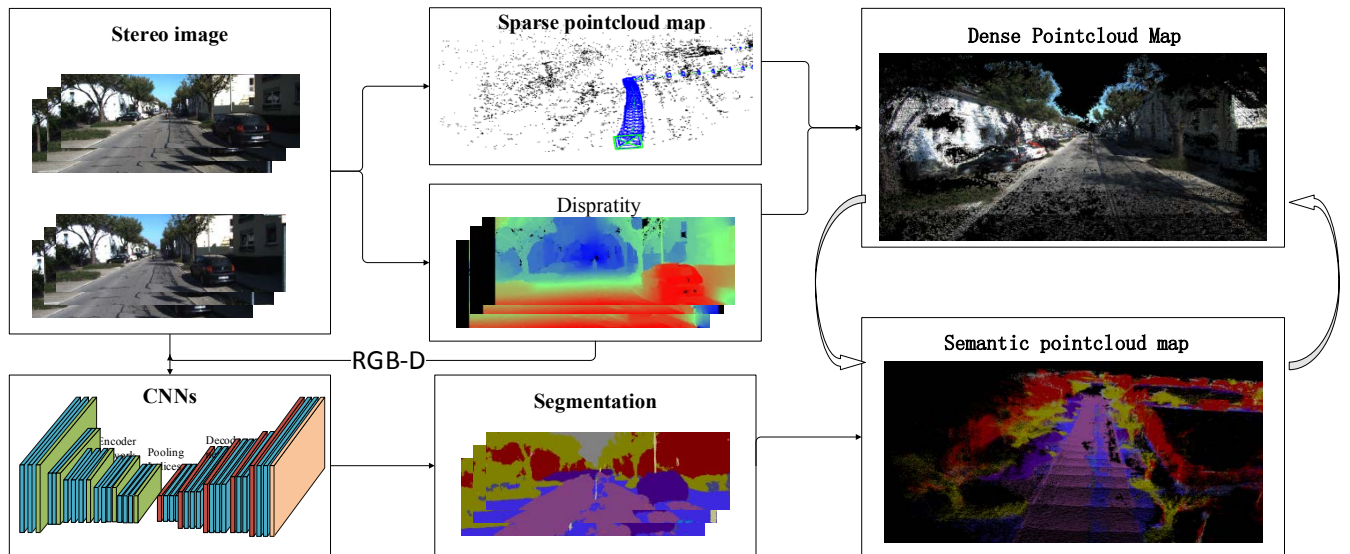 Stereo image
Sparse pointcloud map
Dense Pointcloud Map
Dispratity
RGB-D
Semantic pointcloud map
CNNs
Encoder
Pooling
Segmentation